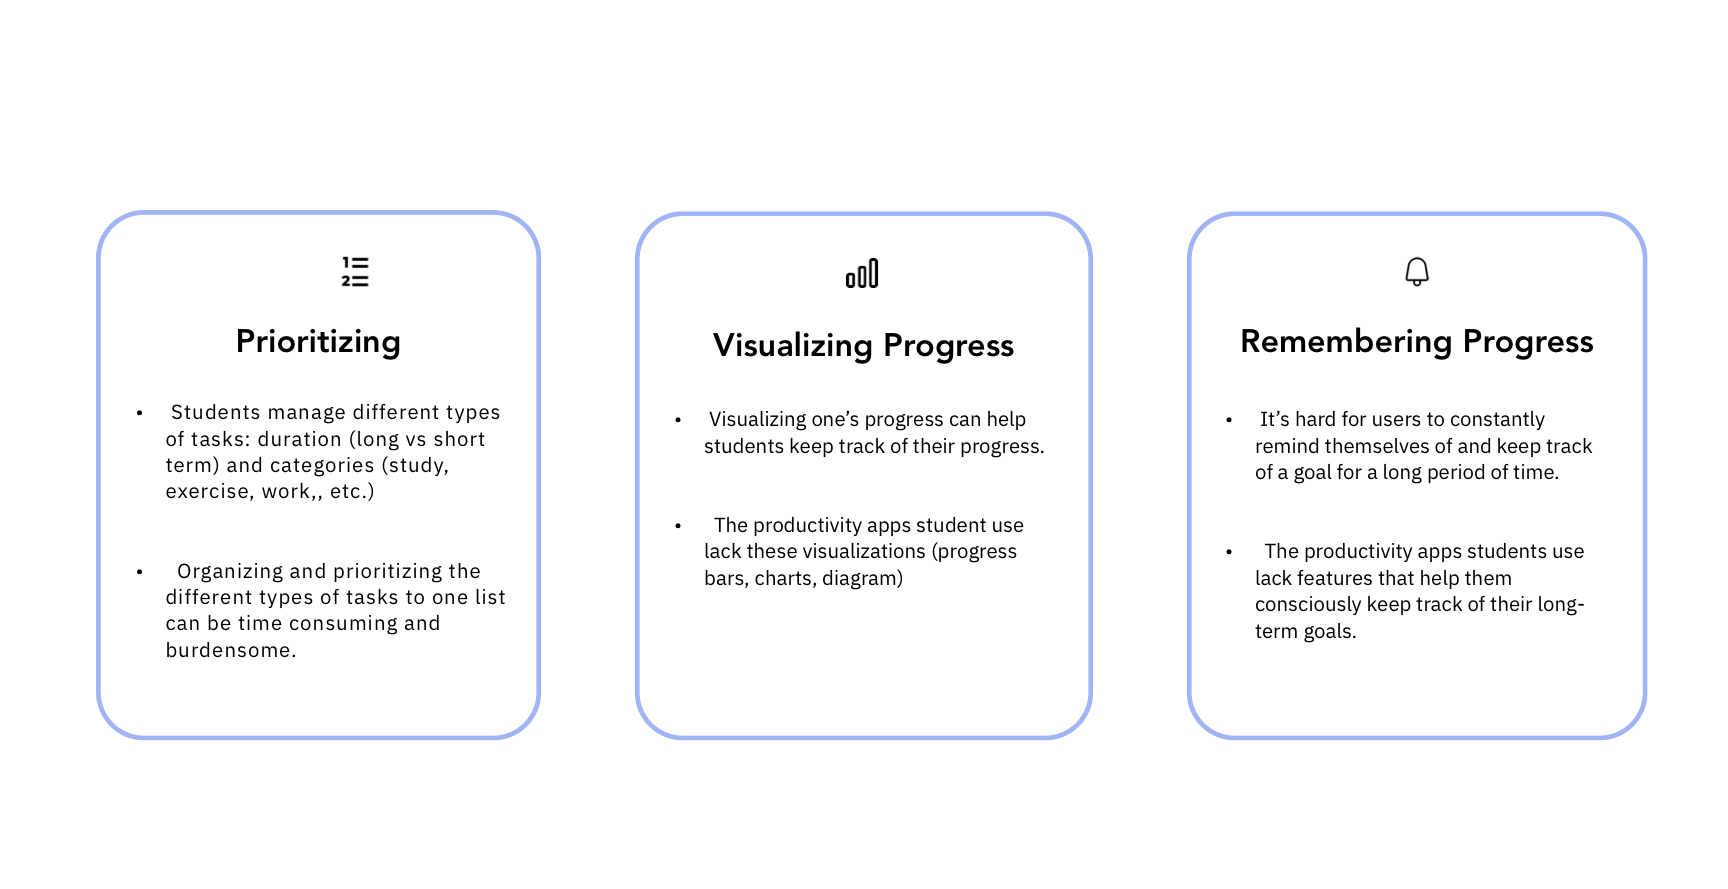 1
2
Prioritizing
• Students manage different types
of tasks: duration (long vs short
term) and categories (study,
exercise, work,, etc.)
• Organizing and prioritizing the
different types of tasks to one list
can be time consuming and
burdensome.
Visualizing Progress
• Visualizing one’s progress can help
students keep track of their progress.
• The productivity apps student use
lack these visualizations (progress
bars, charts, diagram)
Remembering Progress
• It’s hard for users to constantly
remind themselves of and keep track
of a goal for a long period of time.
• The productivity apps students use
lack features that help them
consciously keep track of their long-
term goals.